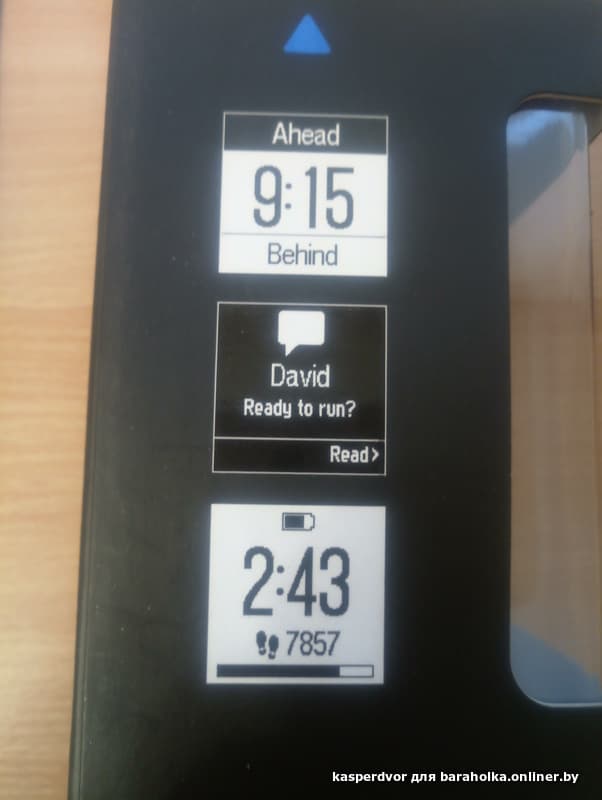 Ahead
9:15
Behind
David
Ready to run?
Read>
2:43
7857
kasperdvor для baraholka.onliner.by